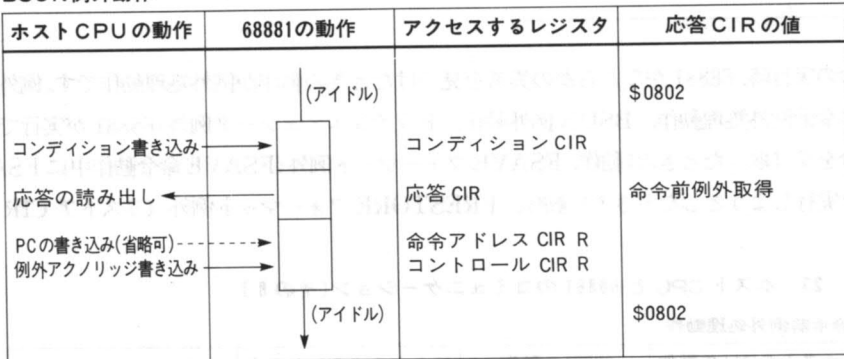 ホストCPUの動作 68881の動作 アクセスするレジスタ 応答CIRの値
(アイドル) $0802
コンディション書き込み コンディションCIR
応答の読み出し 応答CIR 命令前例外取得
PCの書き込み(省略可) 命令アドレスCIR R
例外アクノリッジ書き込み コントロールCIR R
(アイドル) $0802